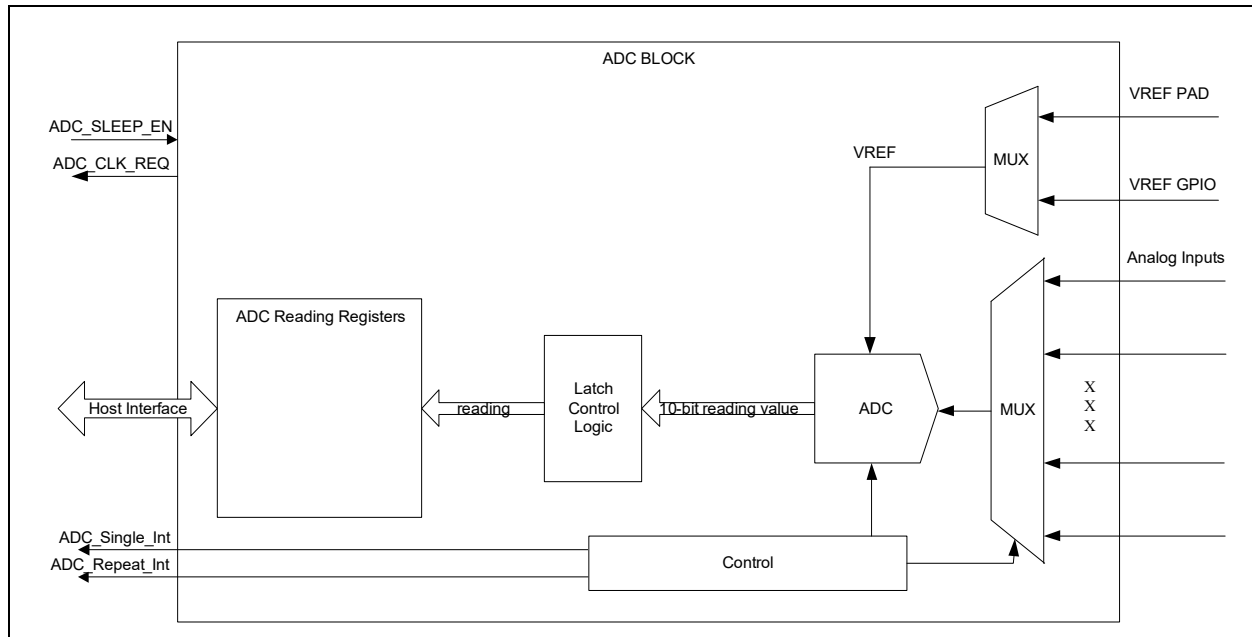 ADC BLOCK
VREF PAD
ADC_SLEEP_EN
ADC_CLK_REQ
VREF
MUX
VREF GPIO
Analog Inputs
ADC Reading Registers
Latch
Control
Logic
Host Interface
reading
10-bit reading value
ADC
MUX
X
X
X
ADC_Single_Int
ADC_Repeat_Int
Control